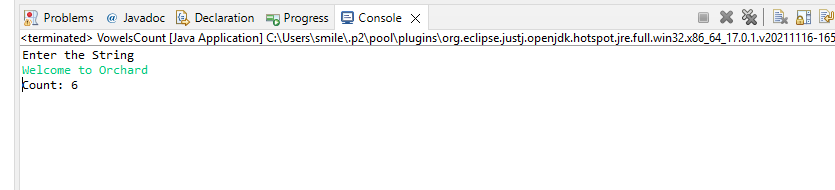 Problems @ Javadoc Declaration Progress Console
<terminated> VowelsCount [Java Application] C:\Users\smile\.p2\pool\plugins\org.eclipse.justj.openjdk.hotspot.jre.full.win32.x86_64_17.0.1.v20211116-165
Enter the String
Welcome to Orchard
Count: 6